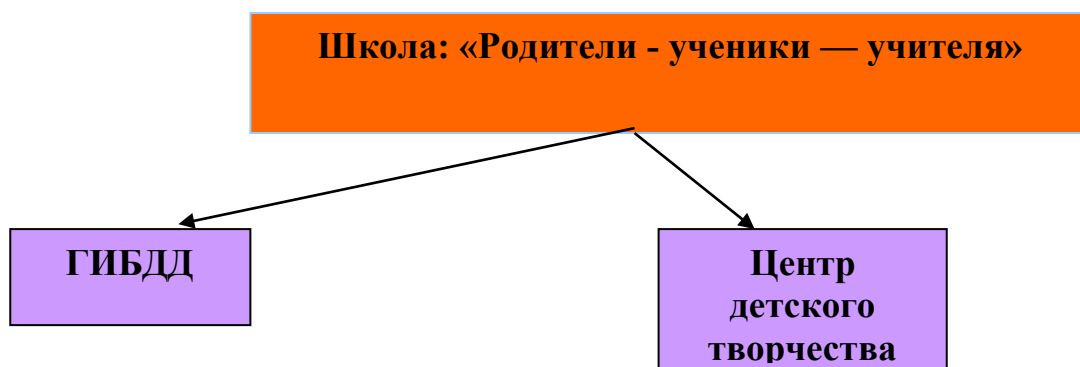 Школа: «Родители - ученики — учителя»
ГИБДД
Центр
детского
творчества